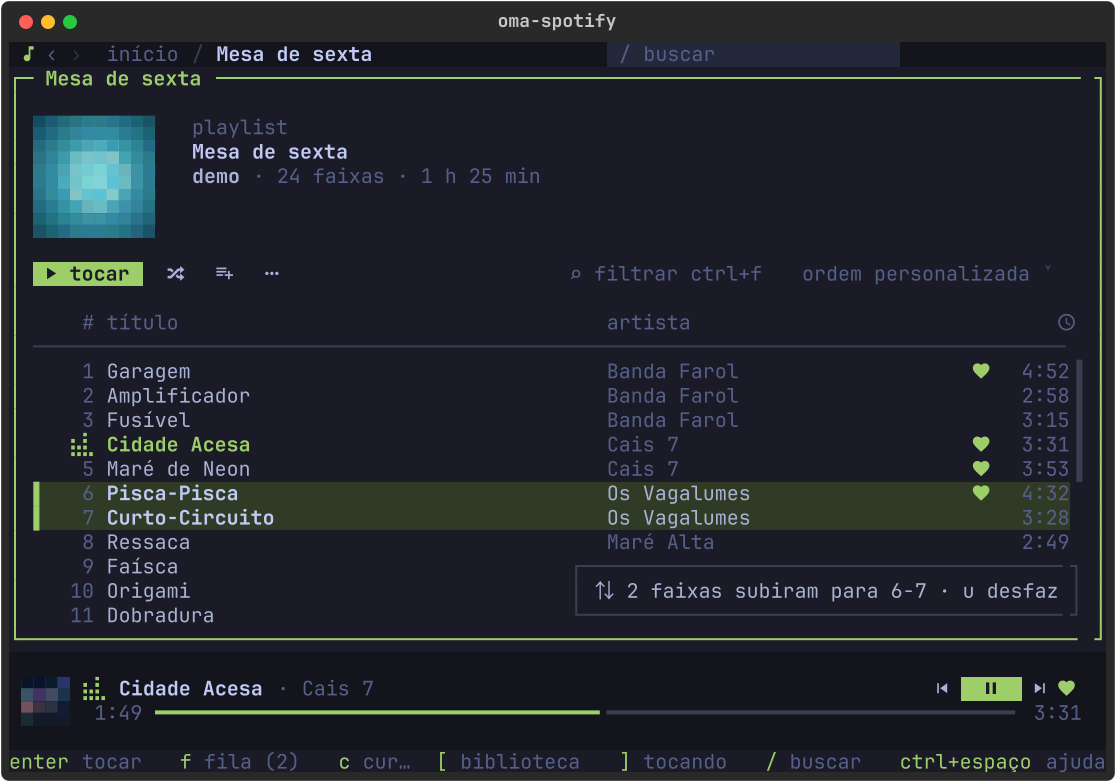 oma-spotify
início / Mesa de sexta / buscar
Mesa de sexta
playlist
Mesa de sexta
demo · 24 faixas · 1 h 25 min
tocar
filtrar ctrl+f ordem personalizada
# título artista
1 Garagem Banda Farol 4:52
2 Amplificador Banda Farol 2:58
3 Fusível Banda Farol 3:15
Cidade Acesa Cais 7 3:31
5 Maré de Neon Cais 7 3:53
6 Pisca-Pisca Os Vagalumes 4:32
7 Curto-Circuito Os Vagalumes 3:28
8 Ressaca Maré Alta 2:49
9 Faísca
10 Origami
11 Dobradura
2 faixas subiram para 6-7 · u desfaz
Cidade Acesa · Cais 7
1:49 3:31
enter tocar f fila (2) c cur… [ biblioteca ] tocando / buscar ctrl+espaço ajuda